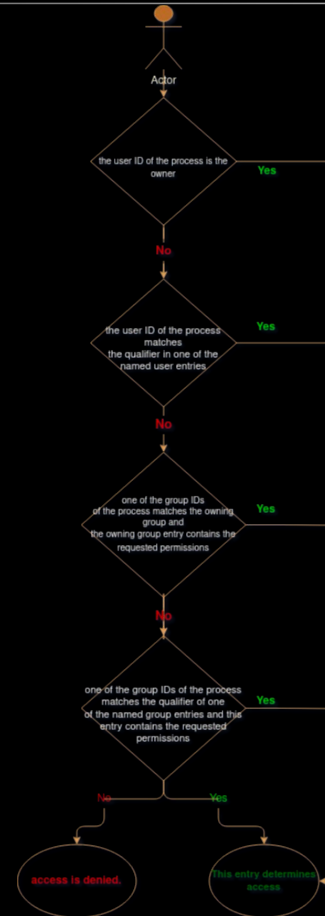 Actor
the user ID of the process is the
owner
Yes
No
the user ID of the process
matches
the qualifier in one of the
named user entries
Yes
No
one of the group IDs
of the process matches the owning
group and
the owning group entry contains the
requested permissions
Yes
No
one of the group IDs of the process
matches the qualifier of one
of the named group entries and this
entry contains the requested
permissions
Yes
No
Yes
access is denied.
This entry determines
access